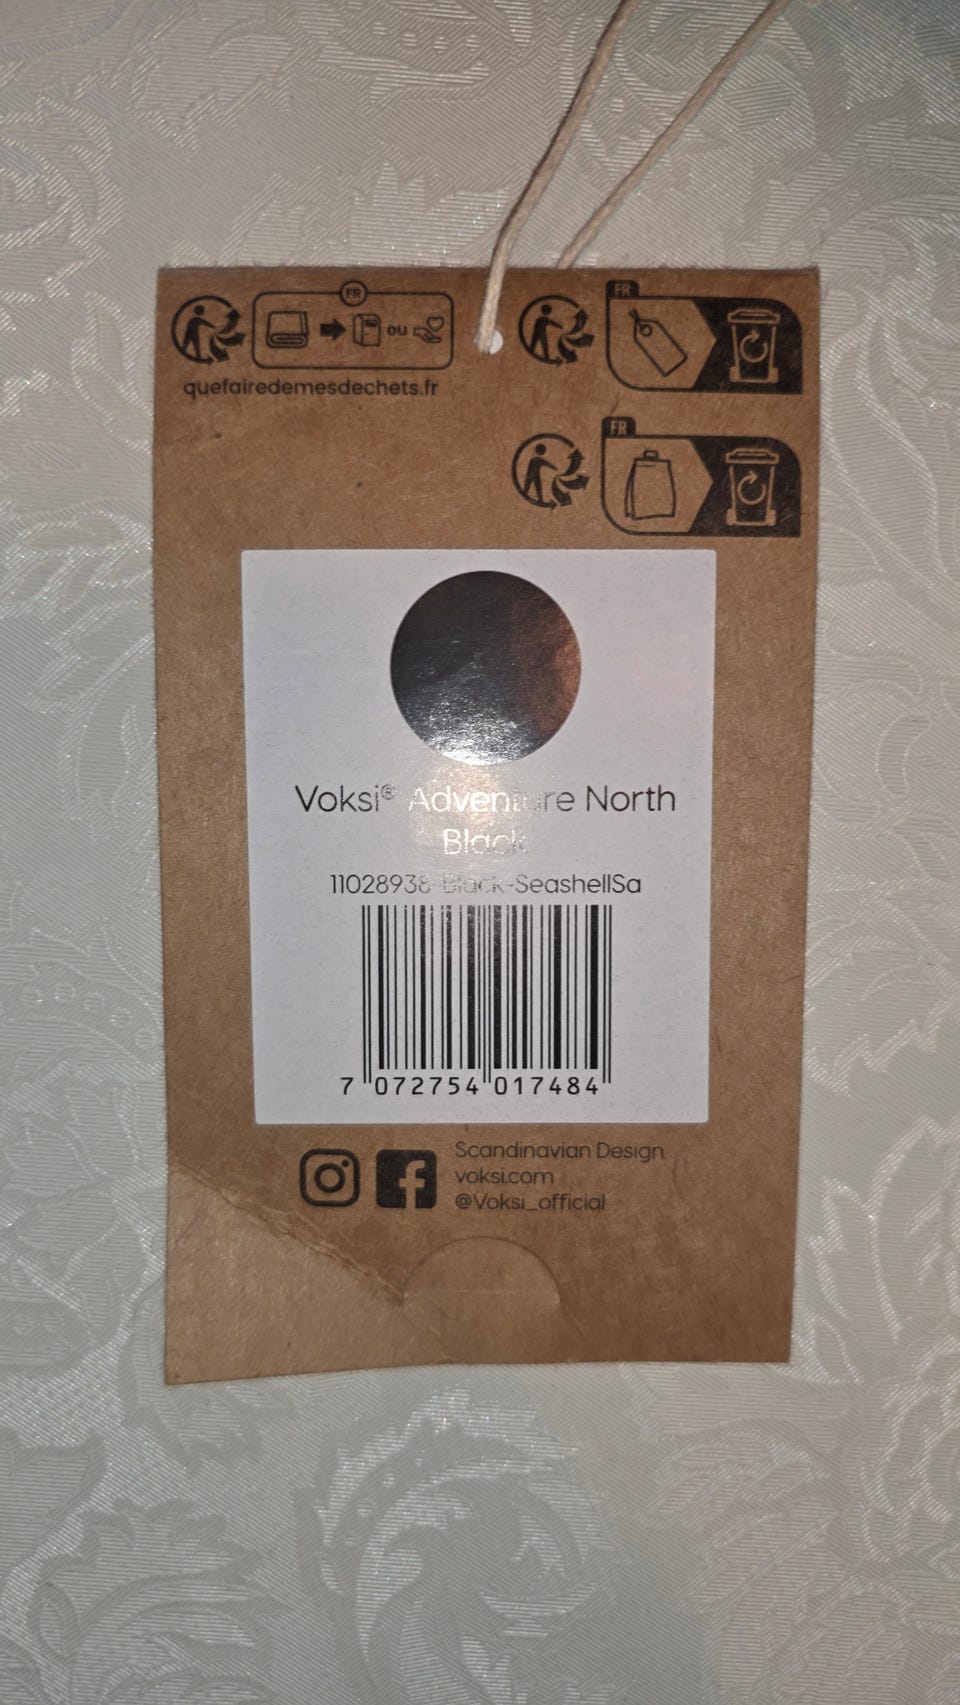 FR
ou
quefairedemesdechets.fr
FR
FR
Voksi® Adventure North
Black
11028938-Black-SeashellSa
7 072754 017484
Scandinavian Design
voksi.com
@Voksi_official